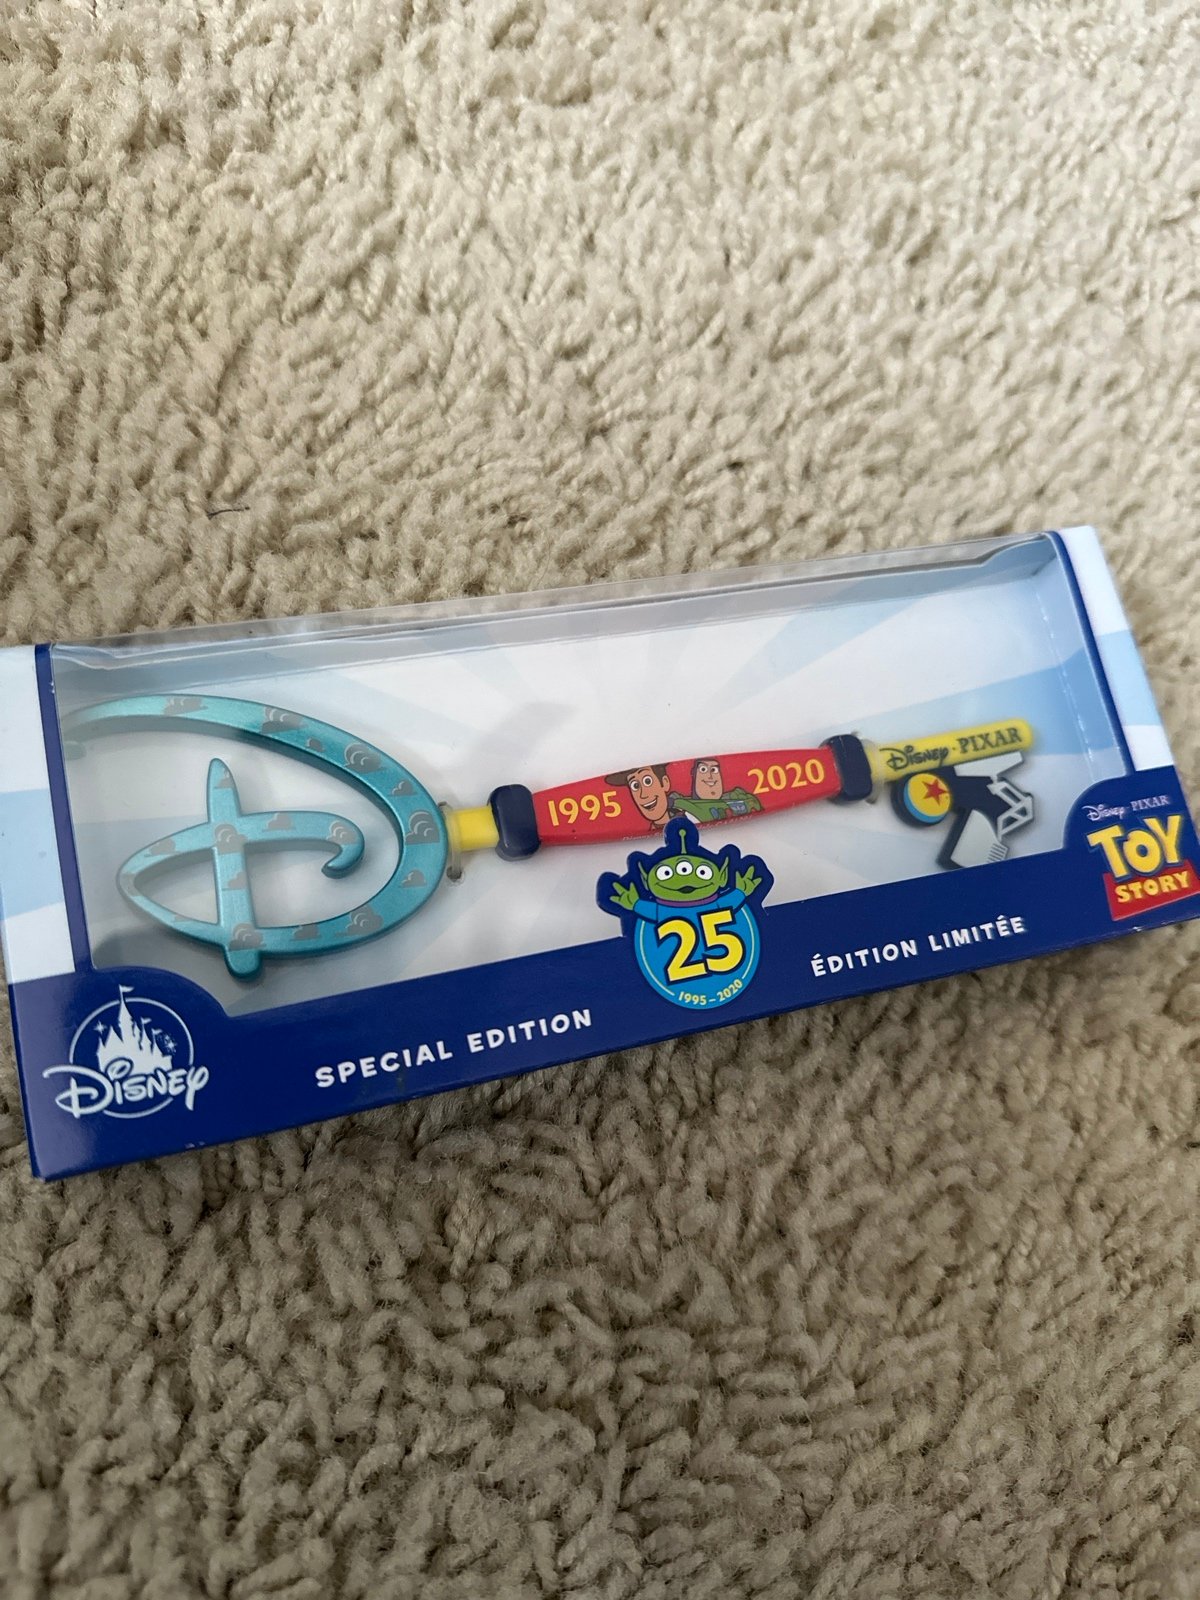 1995
2020
Disney · PIXAR
Disney · PIXAR
TOY
STORY
25
1995-2020
ÉDITION LIMITÉE
SPECIAL EDITION
Disney